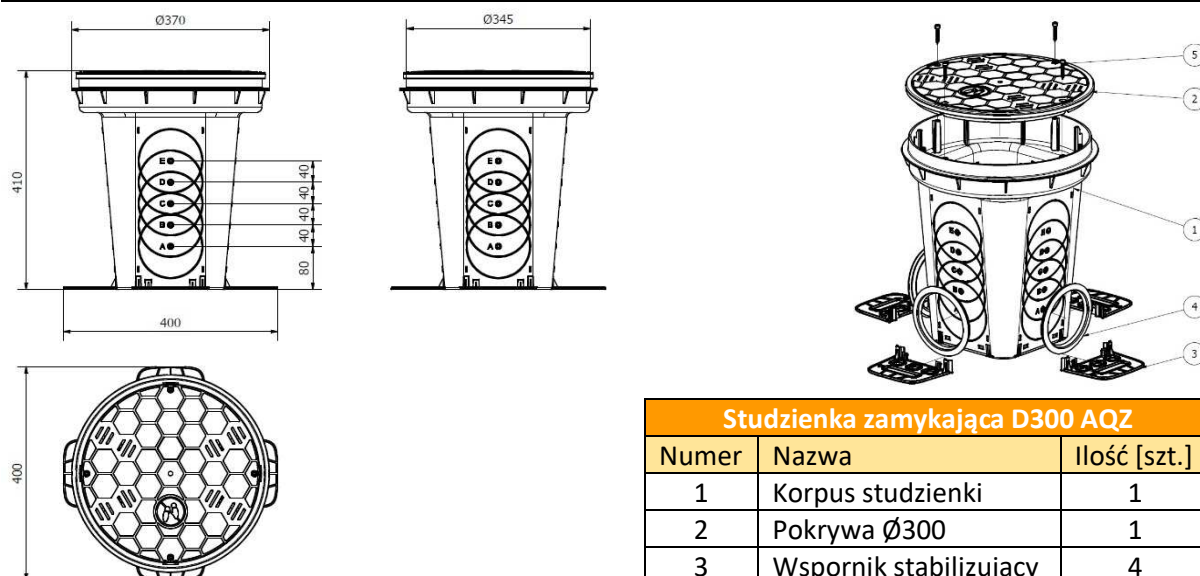 Ø370
Ø345
410
E
D
C
B
A
40
40
40
40
80
400
E
D
C
B
A
400
5
2
1
4
3
Studzienka zamykająca D300 AQZ
Numer Nazwa Ilość [szt.]
1 Korpus studzienki 1
2 Pokrywa Ø300 1
3 Wspornik stabilizujący 4